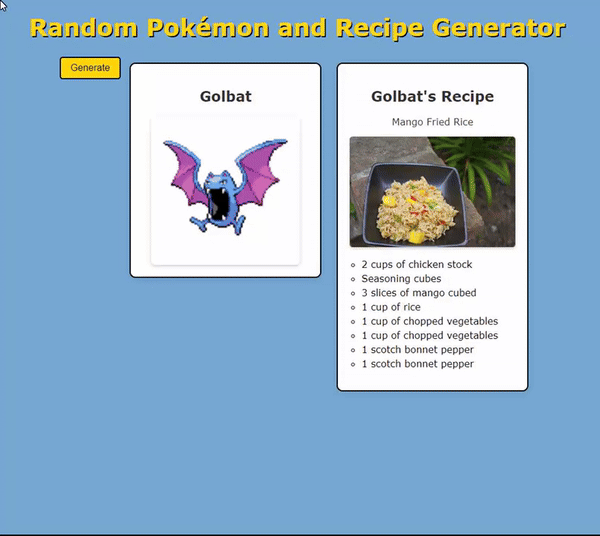 Random Pokémon and Recipe Generator
Generate
Golbat
Golbat's Recipe
Mango Fried Rice
2 cups of chicken stock
Seasoning cubes
3 slices of mango cubed
1 cup of rice
1 cup of chopped vegetables
1 cup of chopped vegetables
1 scotch bonnet pepper
1 scotch bonnet pepper